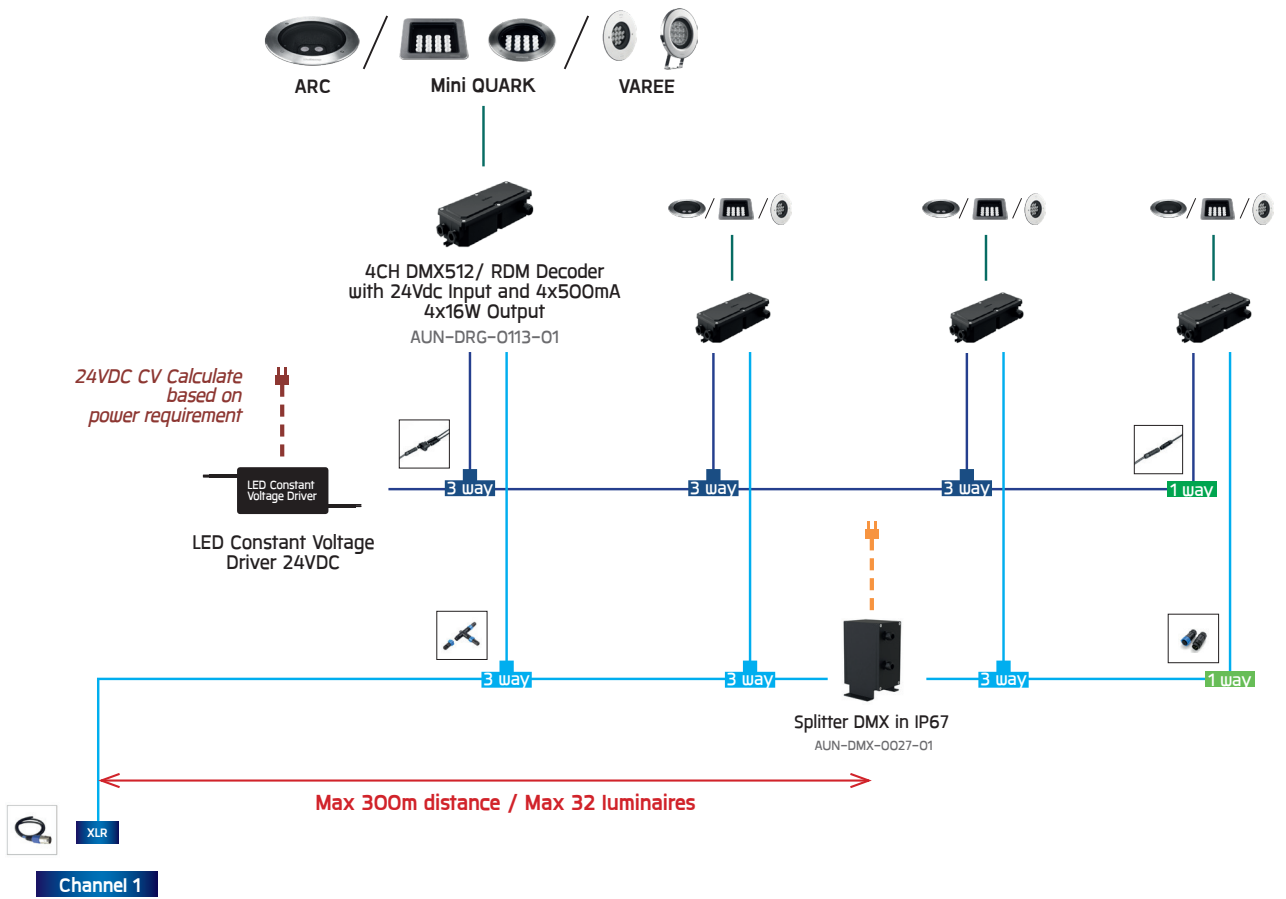 ARC
Mini QUARK
VAREE
4CH DMX512/ RDM Decoder
with 24Vdc Input and 4x500mA
4x16W Output
AUN-DRG-0113-01
24VDC CV Calculate
based on
power requirement
LED Constant
Voltage Driver
LED Constant Voltage
Driver 24VDC
3 way
3 way
3 way
1 way
3 way
3 way
3 way
1 way
Splitter DMX in IP67
AUN-DMX-0027-01
Max 300m distance / Max 32 luminaires
XLR
Channel 1